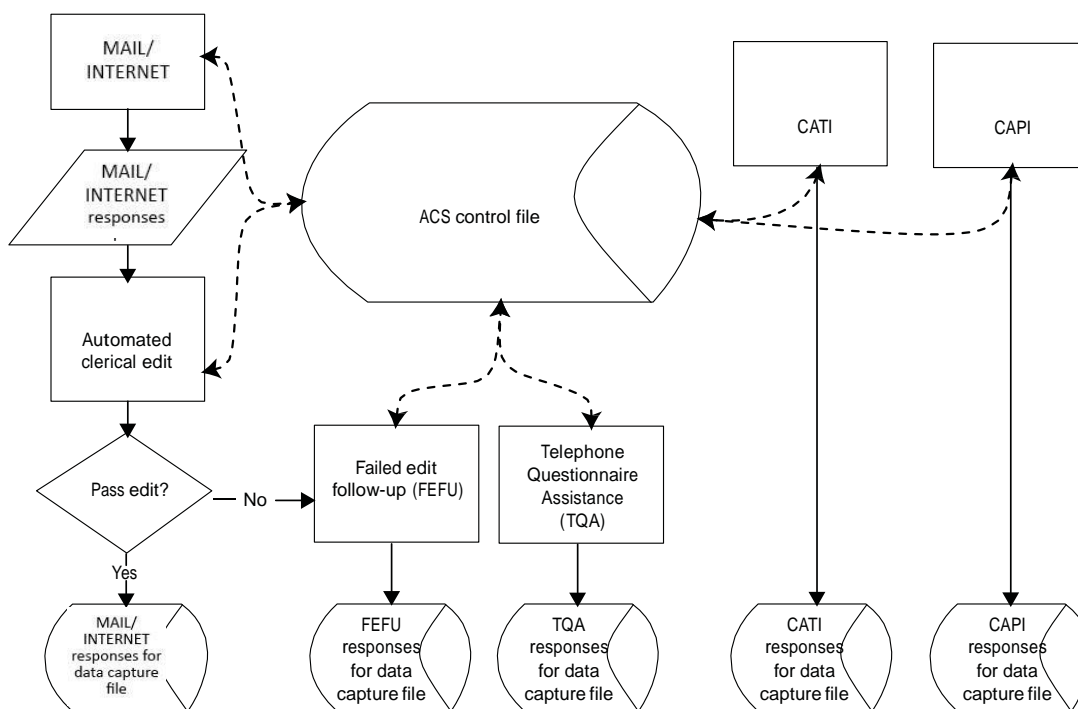 MAIL/
INTERNET
CATI
CAPI
MAIL/
INTERNET
responses
ACS control file
Automated
clerical edit
Pass edit?
No
Failed edit
follow-up (FEFU)
Telephone
Questionnaire
Assistance
(TQA)
Yes
MAIL/
INTERNET
responses for
data capture
file
FEFU
responses
for data
capture file
TQA
responses
for data
capture file
CATI
responses
for data
capture file
CAPI
responses
for data
capture file